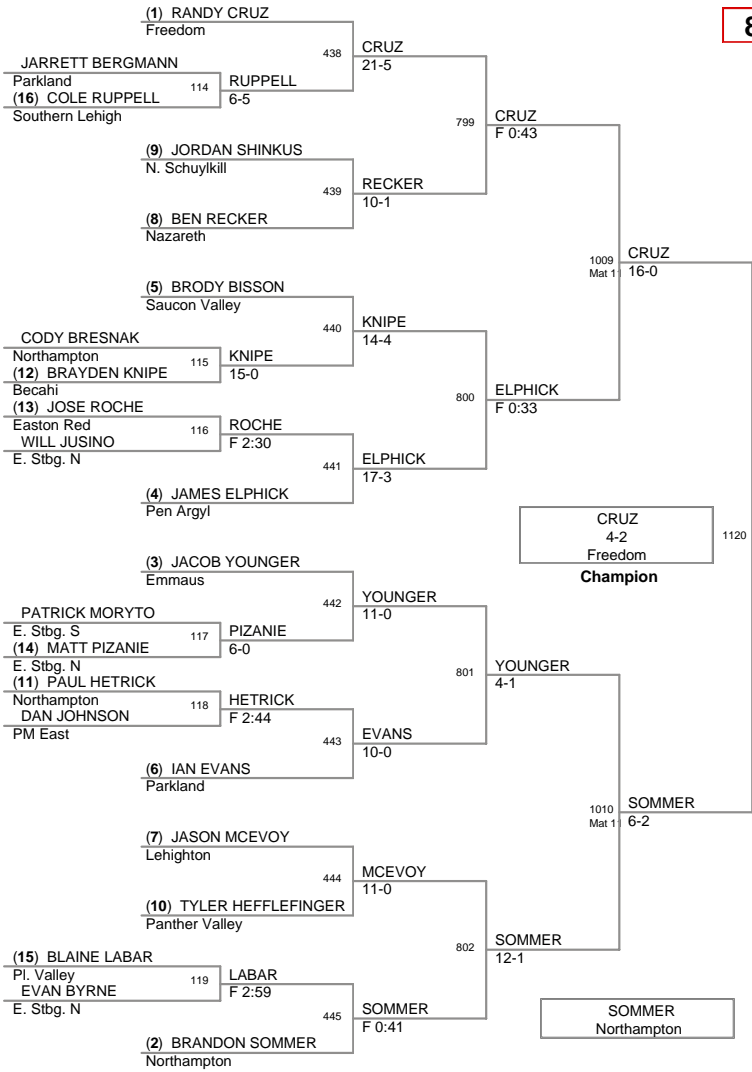 (1) RANDY CRUZ
Freedom
8
438
CRUZ
21-5
JARRETT BERGMANN
Parkland
114
RUPPELL
6-5
(16) COLE RUPPELL
Southern Lehigh
799
CRUZ
F 0:43
(9) JORDAN SHINKUS
N. Schuylkill
439
RECKER
10-1
(8) BEN RECKER
Nazareth
1009
Mat 11
CRUZ
16-0
(5) BRODY BISSON
Saucon Valley
440
KNIPE
14-4
CODY BRESNAK
Northampton
115
KNIPE
15-0
(12) BRAYDEN KNIPE
Becahi
800
ELPHICK
F 0:33
(13) JOSE ROCHE
Easton Red
116
ROCHE
F 2:30
WILL JUSINO
E. Stbg. N
441
ELPHICK
17-3
(4) JAMES ELPHICK
Pen Argyl
CRUZ
4-2
Freedom
Champion
1120
(3) JACOB YOUNGER
Emmaus
442
YOUNGER
11-0
PATRICK MORYTO
E. Stbg. S
117
PIZANIE
6-0
(14) MATT PIZANIE
E. Stbg. N
801
YOUNGER
4-1
(11) PAUL HETRICK
Northampton
118
HETRICK
F 2:44
DAN JOHNSON
PM East
443
EVANS
10-0
(6) IAN EVANS
Parkland
1010
Mat 11
SOMMER
6-2
(7) JASON MCEVOY
Lehighton
444
MCEVOY
11-0
(10) TYLER HEFFLEFINGER
Panther Valley
802
SOMMER
12-1
(15) BLAINE LABAR
Pl. Valley
119
LABAR
F 2:59
EVAN BYRNE
E. Stbg. N
445
SOMMER
F 0:41
(2) BRANDON SOMMER
Northampton
SOMMER
Northampton